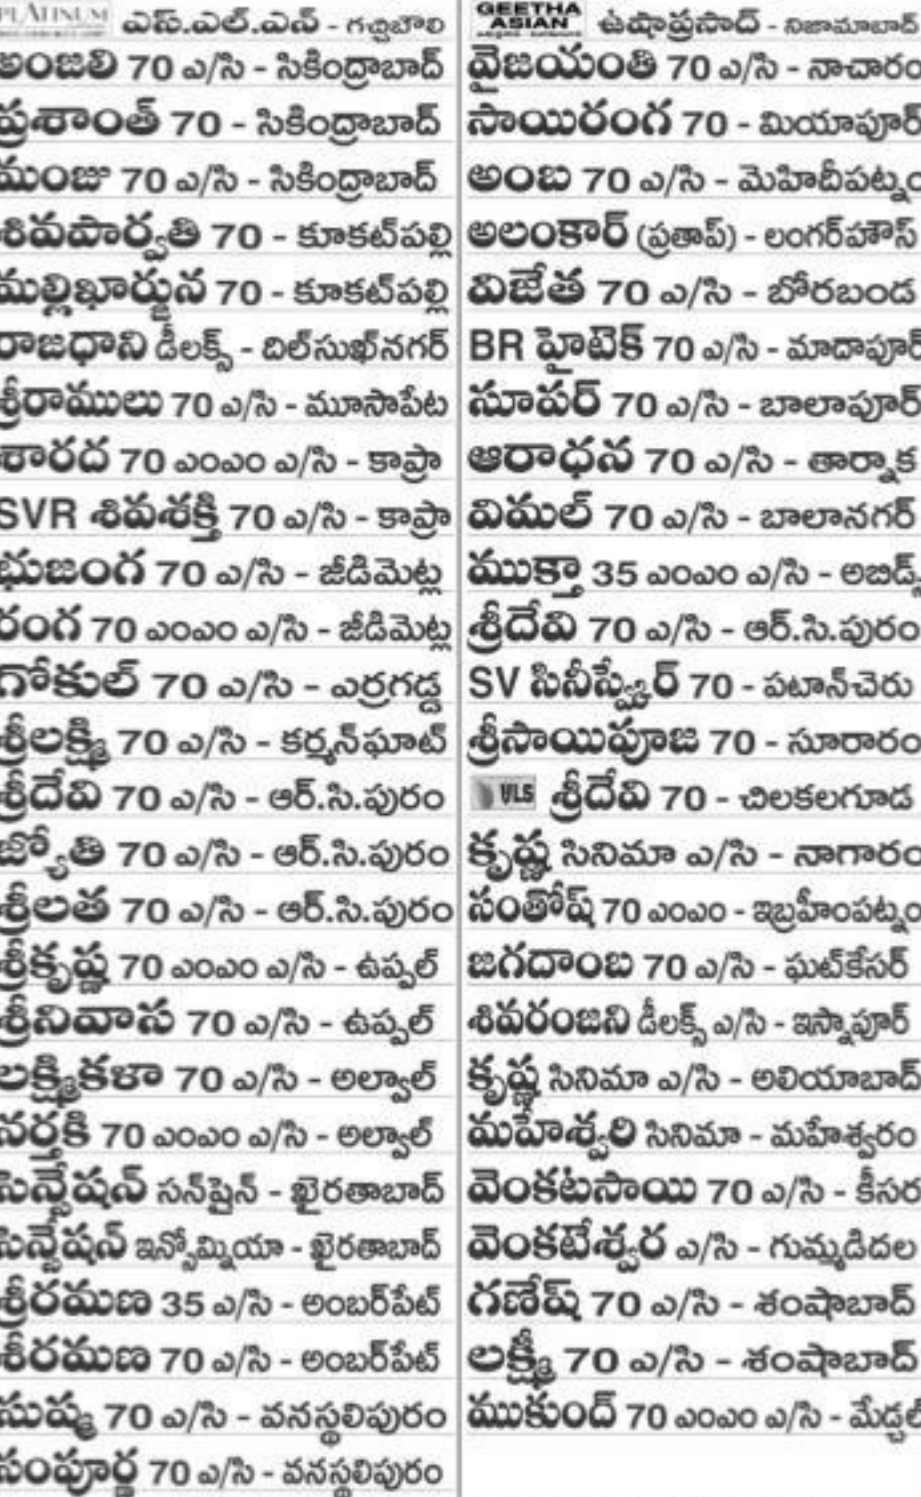 PLATINUM ఎస్.ఎల్.ఎన్ - గచ్చిబౌలి
అంజలి 70 ఎ/సి - సికింద్రాబాద్
ప్రశాంత్ 70 - సికింద్రాబాద్
మంజు 70 ఎ/సి - సికింద్రాబాద్
శివపార్వతి 70 - కూకట్‌పల్లి
మల్లిఖార్జున 70 - కూకట్‌పల్లి
రాజధాని డీలక్స్ - దిల్‌సుఖ్‌నగర్
శ్రీరాములు 70 ఎ/సి - మూసాపేట
శారద 70 ఎంఎం ఎ/సి - కాప్రా
SVR శివశక్తి 70 ఎ/సి - కాప్రా
భుజంగ 70 ఎ/సి - జీడిమెట్ల
రంగ 70 ఎంఎం ఎ/సి - జీడిమెట్ల
గోకుల్ 70 ఎ/సి - ఎర్రగడ్డ
శ్రీలక్ష్మి 70 ఎ/సి - కర్మన్‌ఘాట్
శ్రీదేవి 70 ఎ/సి - ఆర్.సి.పురం
జ్యోతి 70 ఎ/సి - ఆర్.సి.పురం
శ్రీలత 70 ఎ/సి - ఆర్.సి.పురం
శ్రీకృష్ణ 70 ఎంఎం ఎ/సి - ఉప్పల్
శ్రీనివాస 70 ఎ/సి - ఉప్పల్
లక్ష్మికళా 70 ఎ/సి - అల్వాల్
నర్తకి 70 ఎంఎం ఎ/సి - అల్వాల్
సెన్సేషన్ సన్‌షైన్ - ఖైరతాబాద్
సెన్సేషన్ ఇన్సోమ్నియా - ఖైరతాబాద్
శ్రీరమణ 35 ఎ/సి - అంబర్‌పేట్
శ్రీరమణ 70 ఎ/సి - అంబర్‌పేట్
సుష్మ 70 ఎ/సి - వనస్థలిపురం
సంపూర్ణ 70 ఎ/సి - వనస్థలిపురం
GEETHA ASIAN ఉషాప్రసాద్ - నిజామాబాద్
వైజయంతి 70 ఎ/సి - నాచారం
సాయిరంగ 70 - మియాపూర్
అంబ 70 ఎ/సి - మెహిదీపట్నం
అలంకార్ (ప్రతాప్) - లంగర్‌హౌస్
విజేత 70 ఎ/సి - బోరబండ
BR హైటెక్ 70 ఎ/సి - మాదాపూర్
సూపర్ 70 ఎ/సి - బాలాపూర్
ఆరాధన 70 ఎ/సి - తార్నాక
విమల్ 70 ఎ/సి - బాలానగర్
ముక్తా 35 ఎంఎం ఎ/సి - అబిడ్స్
శ్రీదేవి 70 ఎ/సి - ఆర్.సి.పురం
SV సినీస్క్వేర్ 70 - పటాన్‌చెరు
శ్రీసాయిపూజ 70 - సూరారం
VLS శ్రీదేవి 70 - చిలకలగూడ
కృష్ణ సినిమా ఎ/సి - నాగారం
సంతోష్ 70 ఎంఎం - ఇబ్రహీంపట్నం
జగదాంబ 70 ఎ/సి - ఘట్‌కేసర్
శివరంజని డీలక్స్ ఎ/సి - ఇస్నాపూర్
కృష్ణ సినిమా ఎ/సి - అలియాబాద్
మహేశ్వరి సినిమా - మహేశ్వరం
వెంకటసాయి 70 ఎ/సి - కీసర
వెంకటేశ్వర ఎ/సి - గుమ్మడిదల
గణేష్ 70 ఎ/సి - శంషాబాద్
లక్ష్మీ 70 ఎ/సి - శంషాబాద్
ముకుంద్ 70 ఎంఎం ఎ/సి - మేడ్చల్